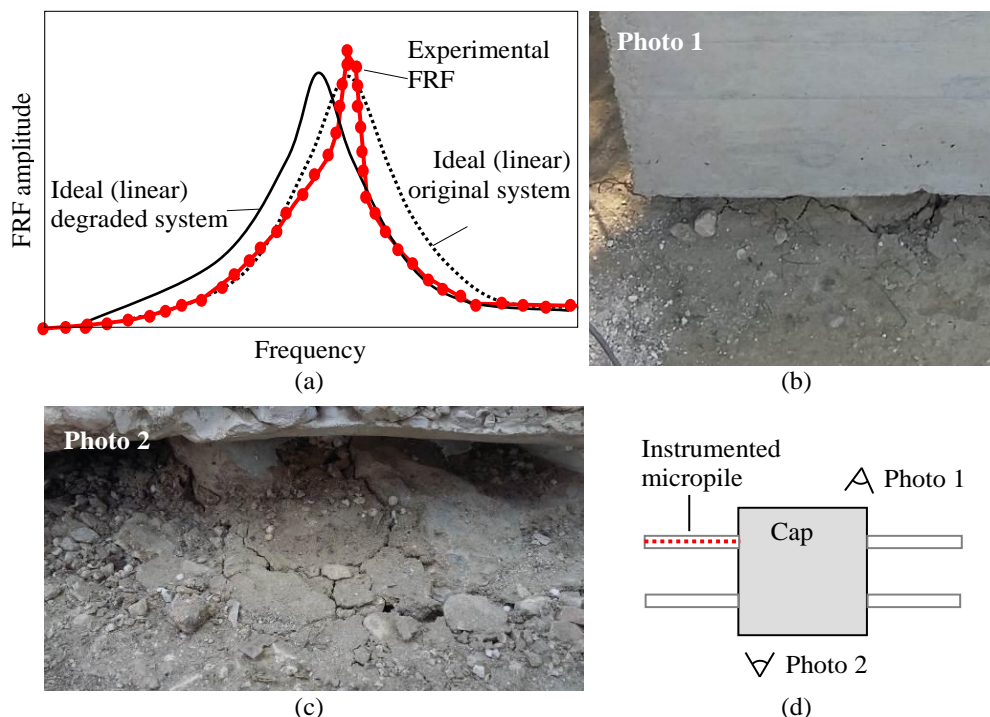 Experimental
FRF
Ideal (linear)
original system
Ideal (linear)
degraded system
FRF amplitude
Frequency
(a)
Photo 1
(b)
Photo 2
(c)
Instrumented
micropile
Photo 1
Cap
Photo 2
(d)